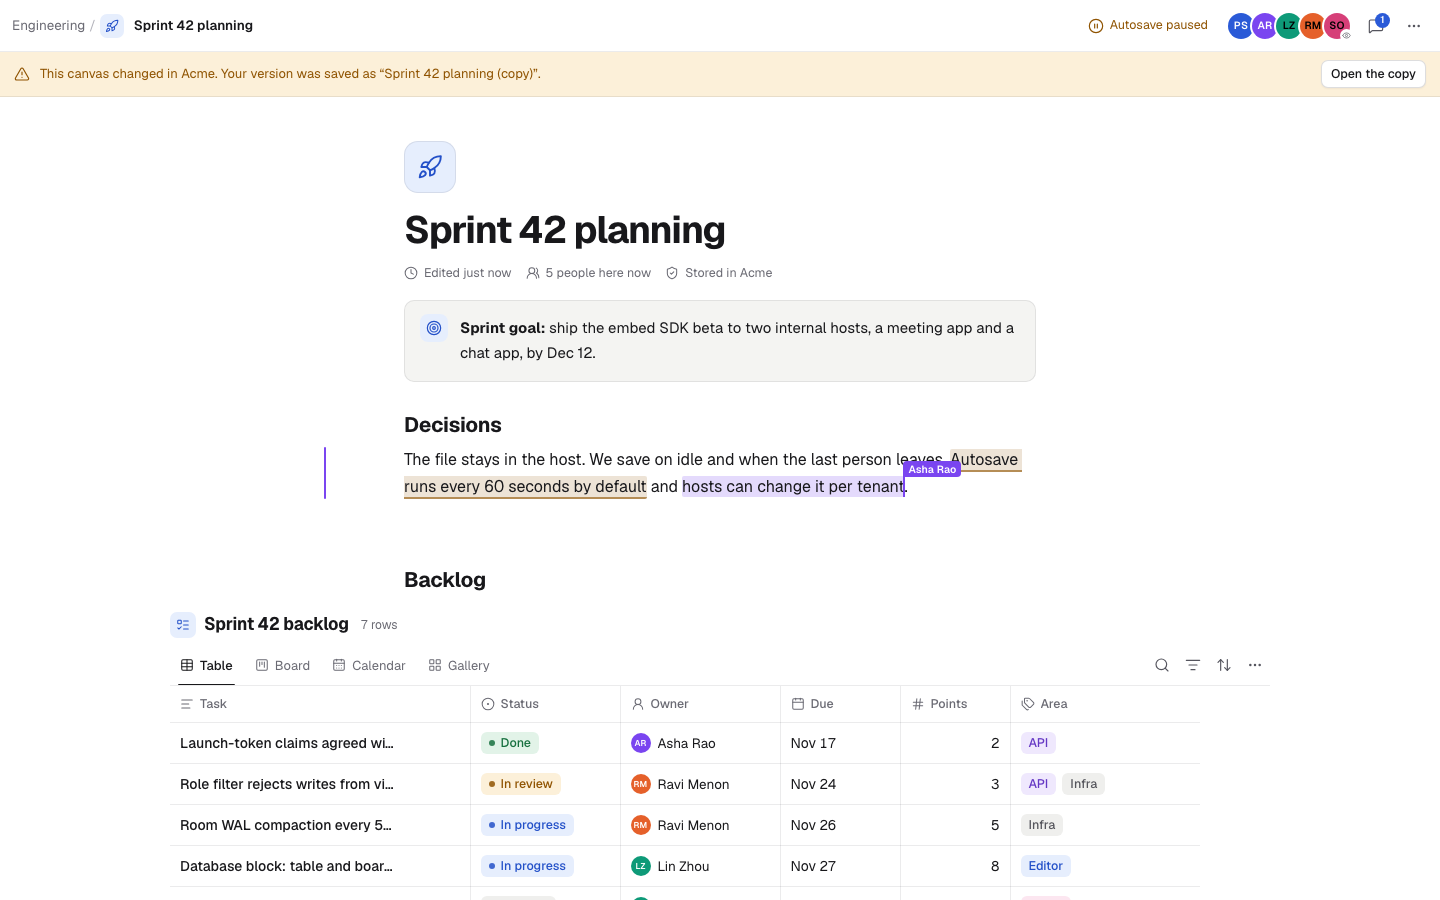 Engineering / Sprint 42 planning
Autosave paused
PS AR LZ RM SO
1
This canvas changed in Acme. Your version was saved as “Sprint 42 planning (copy)”.
Open the copy
Sprint 42 planning
Edited just now 5 people here now Stored in Acme
Sprint goal: ship the embed SDK beta to two internal hosts, a meeting app and a
chat app, by Dec 12.
Decisions
The file stays in the host. We save on idle and when the last person leaves. Autosave
Asha Rao
runs every 60 seconds by default and hosts can change it per tenant.
Backlog
Sprint 42 backlog 7 rows
Table Board Calendar Gallery
Task Status Owner Due Points Area
Launch-token claims agreed wi... Done AR Asha Rao Nov 17 2 API
Role filter rejects writes from vi... In review RM Ravi Menon Nov 24 3 API Infra
Room WAL compaction every 5... In progress RM Ravi Menon Nov 26 5 Infra
Database block: table and boar... In progress LZ Lin Zhou Nov 27 8 Editor